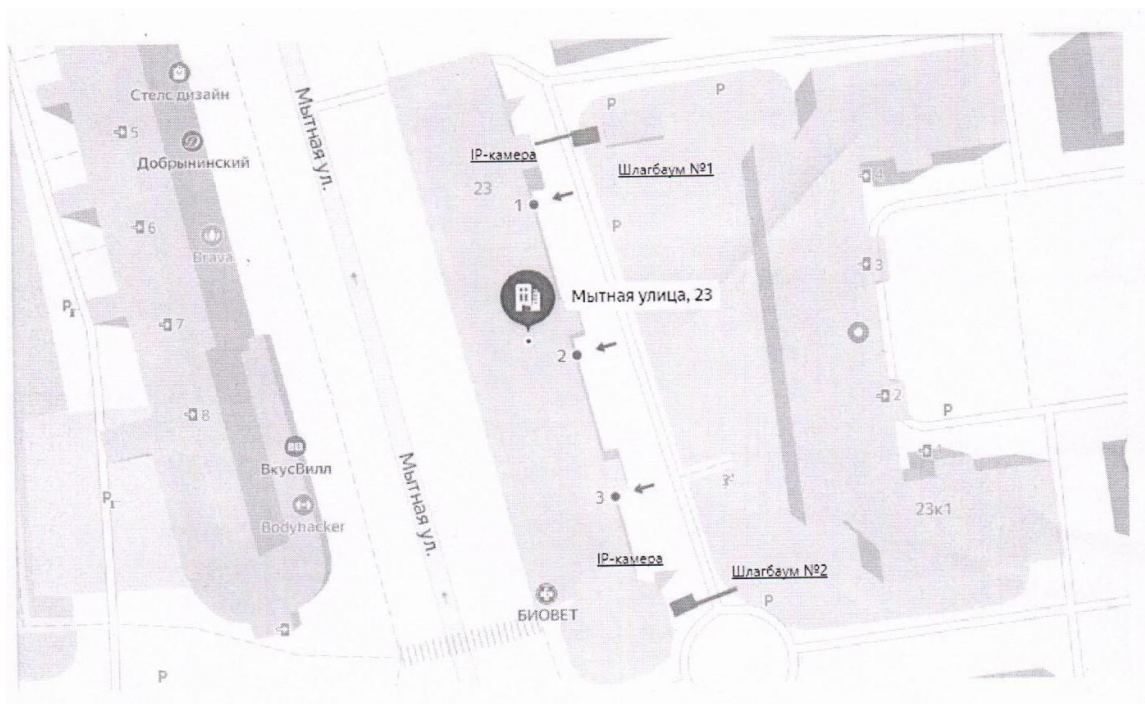 Стелс дизайн
5
Добрынинский
Мытная ул.
P
P
IP-камера
Шлагбаум №1
23
1
4
6
Brava
P
3
Мытная улица, 23
P
7
2
8
2
P
ВкусВилл
Мытная ул.
P
Bodyhacker
3
1
23к1
IP-камера
Шлагбаум №2
БИОВЕТ
P
P